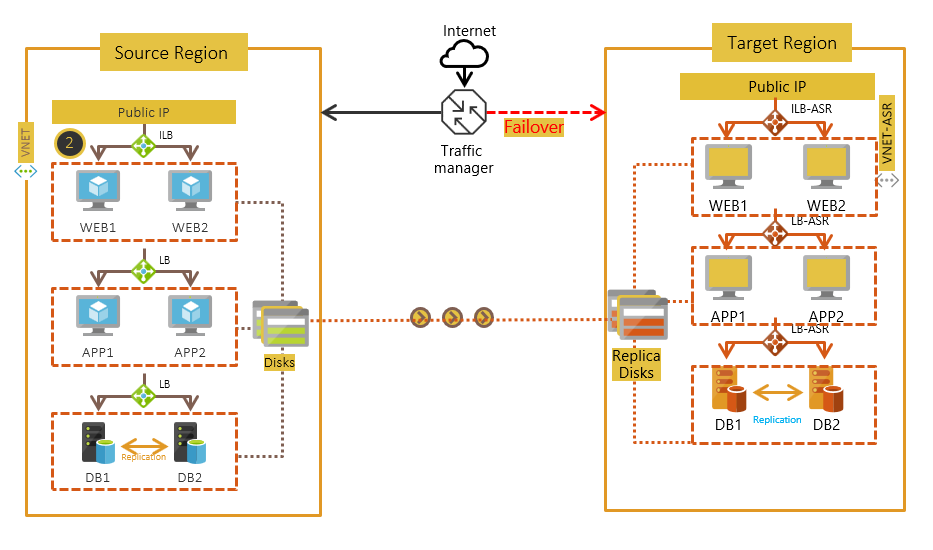 Internet
Source Region
Target Region
Public IP
Public IP
VNET
2
ILB
Failover
ILB-ASR
VNET-ASR
Traffic
manager
WEB1
WEB2
WEB1
WEB2
LB
LB-ASR
APP1
APP2
APP1
APP2
Disks
Replica
Disks
LB-ASR
LB
Replication
Replication
DB1
DB2
DB1
DB2